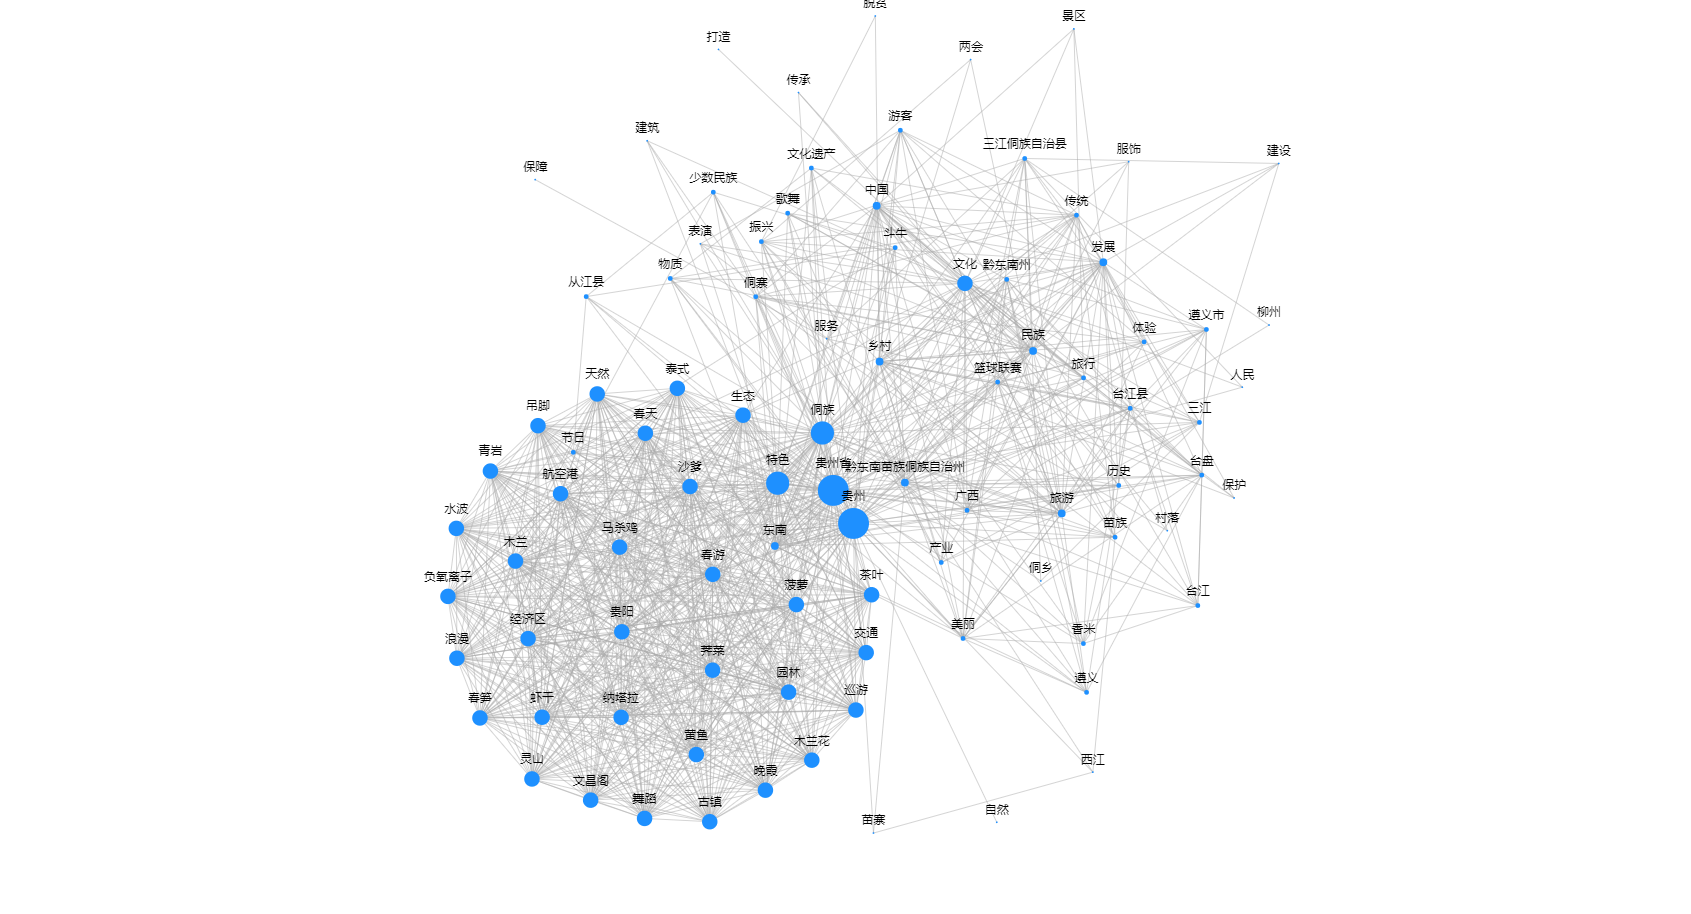 脱贫
景区
打造
两会
传承
游客
建筑
三江侗族自治县
服饰
建设
文化遗产
保障
少数民族
中国
歌舞
传统
表演
振兴
斗牛
发展
物质
文化
黔东南州
从江县
侗寨
柳州
遵义市
服务
体验
民族
乡村
天然
泰式
篮球联赛
旅行
人民
生态
台江县
吊脚
春天
侗族
三江
节日
青岩
特色
贵州省
台盘
航空港
沙爹
黔东南苗族侗族自治州
历史
保护
贵州
广西
旅游
水波
马杀鸡
东南
苗族
村落
木兰
春游
产业
负氧离子
菠萝
茶叶
侗乡
台江
经济区
贵阳
美丽
香米
浪漫
荠菜
交通
园林
遵义
春笋
虾干
纳塔拉
巡游
黄鱼
木兰花
灵山
晚霞
西江
文昌阁
舞蹈
古镇
苗寨
自然